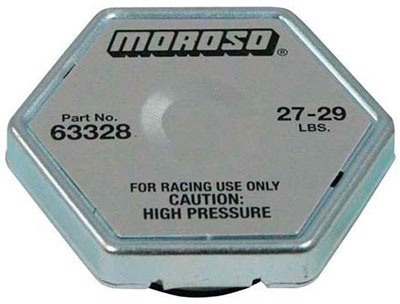 MOROSO®
Part No.
63328
27-29
LBS.
FOR RACING USE ONLY
CAUTION:
HIGH PRESSURE